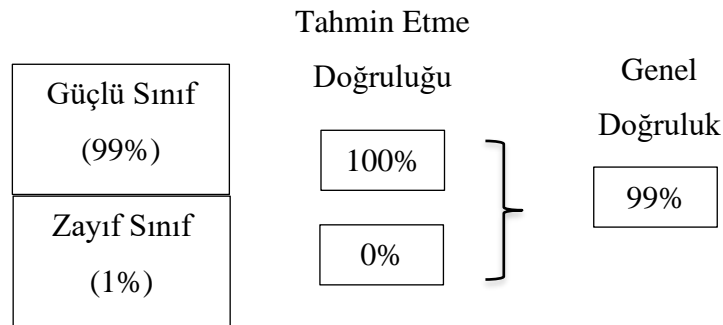 Tahmin Etme
Doğruluğu
Genel
Doğruluk
Güçlü Sınıf
(99%)
100%
99%
Zayıf Sınıf
(1%)
0%